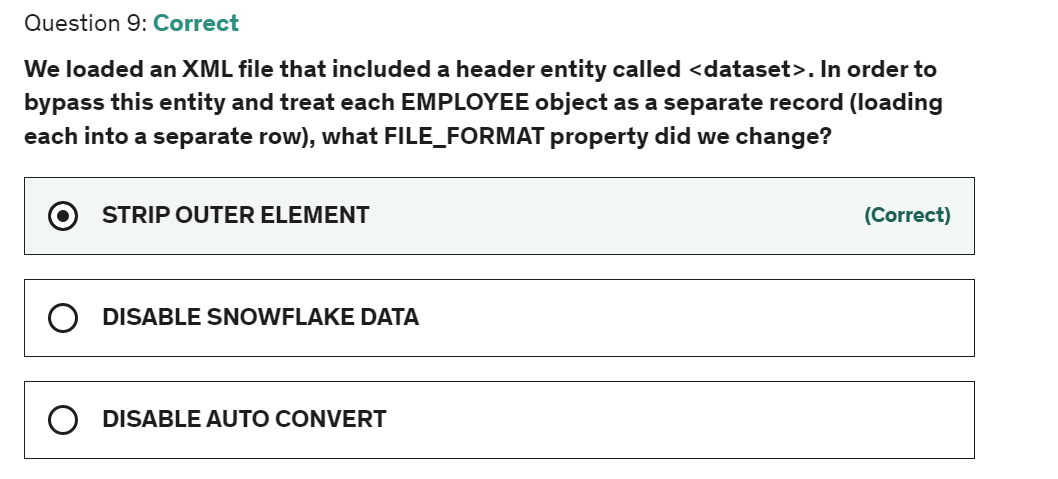 Question 9: Correct
We loaded an XML file that included a header entity called <dataset>. In order to
bypass this entity and treat each EMPLOYEE object as a separate record (loading
each into a separate row), what FILE_FORMAT property did we change?
STRIP OUTER ELEMENT
(Correct)
DISABLE SNOWFLAKE DATA
DISABLE AUTO CONVERT